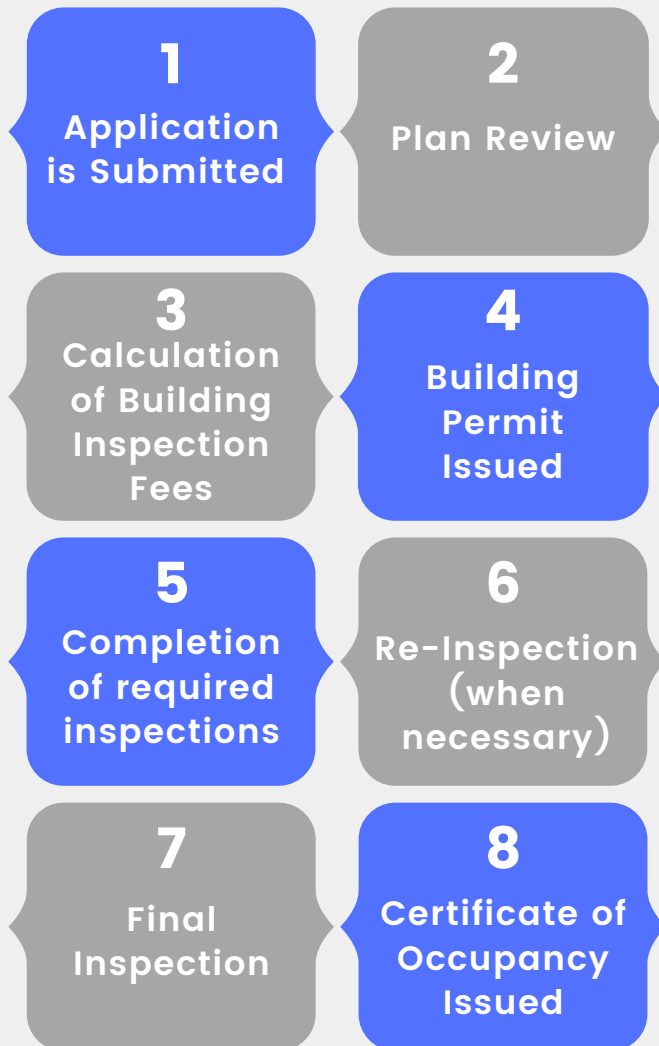 1
Application
is Submitted
2
Plan Review
3
Calculation
of Building
Inspection
Fees
4
Building
Permit
Issued
5
Completion
of required
inspections
6
Re-Inspection
(when
necessary)
7
Final
Inspection
8
Certificate of
Occupancy
Issued